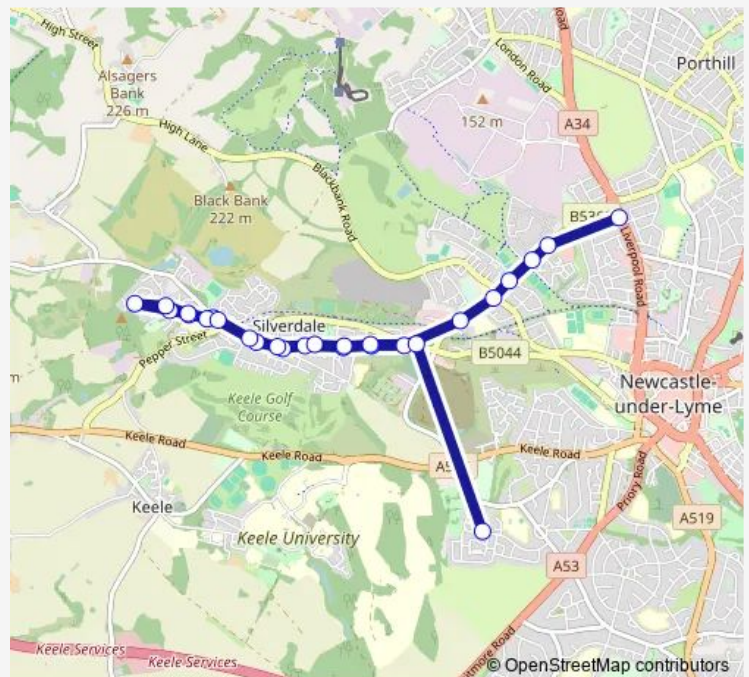 High Street
London Road
Road
Porthill
Alsagers
Bank
226 m
152 m
A34
High Lane
Blackbank
Road
Black Bank
222 m
Liverpool Road
Silverdale
Pepper Street
B5044
Newcastle-
under-Lyme
Keele Golf
Course
Keele Road
Keele Road
Keele Road
Priory Road
Keele
Keele University
A519
A53
Keele Services
Keele Services
© OpenStreetMap contributors